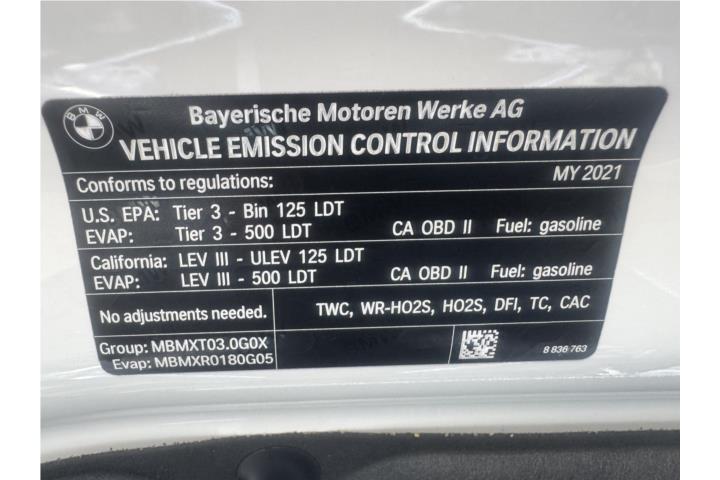 BMW
Bayerische Motoren Werke AG
VEHICLE EMISSION CONTROL INFORMATION
Conforms to regulations: MY 2021
U.S. EPA: Tier 3 - Bin 125 LDT
EVAP: Tier 3 - 500 LDT CA OBD II Fuel: gasoline
California: LEV III - ULEV 125 LDT
EVAP: LEV III - 500 LDT CA OBD II Fuel: gasoline
No adjustments needed. TWC, WR-HO2S, HO2S, DFI, TC, CAC
Group: MBMXT03.0G0X
Evap: MBMXR0180G05 8 836 763